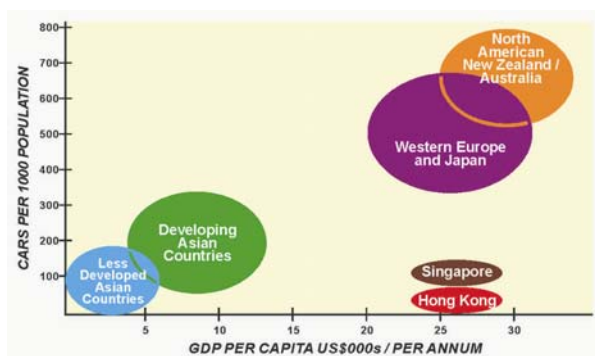 CARS PER 1000 POPULATION
800
700
600
500
400
300
200
100
North
American
New Zealand /
Australia
Western Europe
and Japan
Developing
Asian
Countries
Less
Developed
Asian
Countries
Singapore
Hong Kong
5
10
15
20
25
30
GDP PER CAPITA US$000s / PER ANNUM